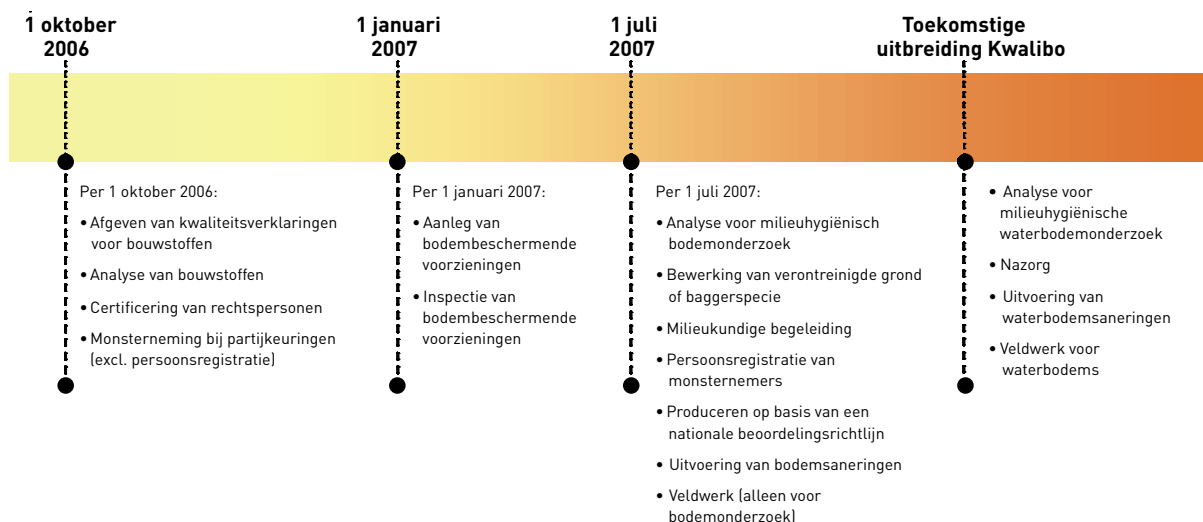 1 oktober
2006
1 januari
2007
1 juli
2007
Toekomstige
uitbreiding Kwalibo
Per 1 oktober 2006:
• Afgeven van kwaliteitsverklaringen
voor bouwstoffen
• Analyse van bouwstoffen
• Certificering van rechtspersonen
• Monsterneming bij partijkeuringen
(excl. persoonsregistratie)
Per 1 januari 2007:
• Aanleg van
bodembeschermende
voorzieningen
• Inspectie van
bodembeschermende
voorzieningen
Per 1 juli 2007:
• Analyse voor milieuhygiënisch
bodemonderzoek
• Bewerking van verontreinigde grond
of baggerspecie
• Milieukundige begeleiding
• Persoonsregistratie van
monsternemers
• Produceren op basis van een
nationale beoordelingsrichtlijn
• Uitvoering van bodemsaneringen
• Veldwerk (alleen voor
bodemonderzoek)
• Analyse voor
milieuhygiënische
waterbodemonderzoek
• Nazorg
• Uitvoering van
waterbodemsaneringen
• Veldwerk voor
waterbodems